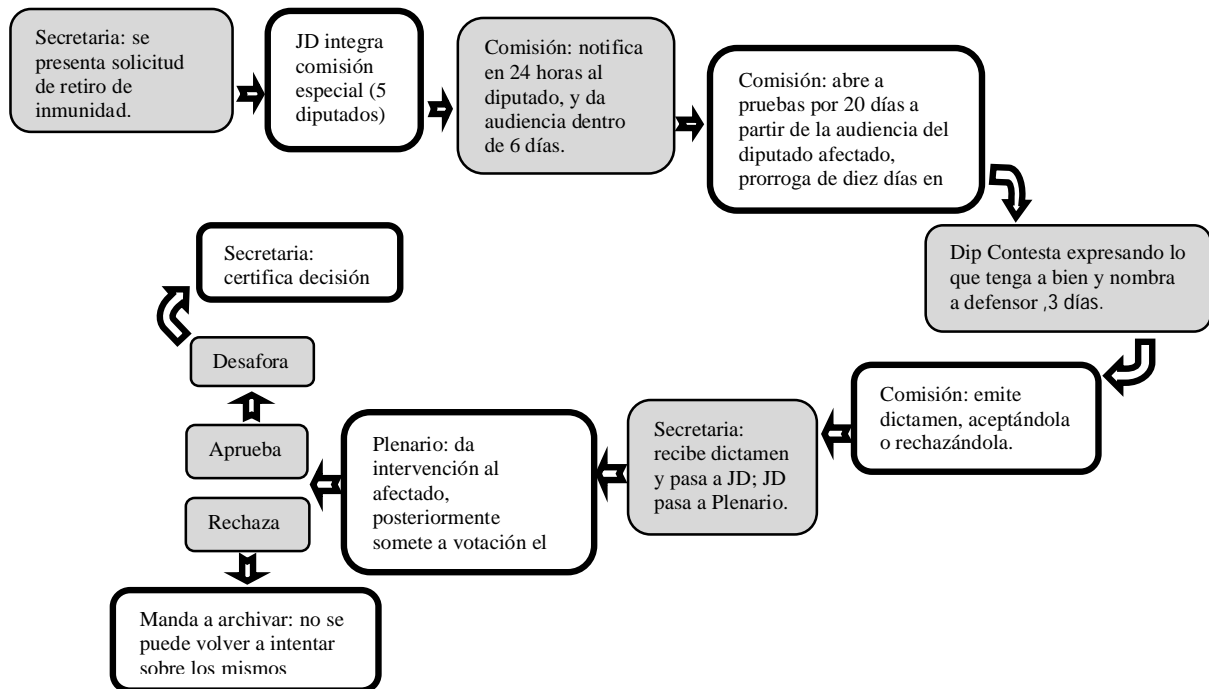 Secretaria: se
presenta solicitud
de retiro de
inmunidad.
JD integra
comisión
especial (5
diputados)
Comisión: notifica
en 24 horas al
diputado, y da
audiencia dentro
de 6 días.
Comisión: abre a
pruebas por 20 días a
partir de la audiencia del
diputado afectado,
prorroga de diez días en
Dip Contesta expresando lo
que tenga a bien y nombra
a defensor ,3 días.
Comisión: emite
dictamen, aceptándola
o rechazándola.
Secretaria:
recibe dictamen
y pasa a JD; JD
pasa a Plenario.
Plenario: da
intervención al
afectado,
posteriormente
somete a votación el
Aprueba
Desafora
Secretaria:
certifica decisión
Rechaza
Manda a archivar: no se
puede volver a intentar
sobre los mismos